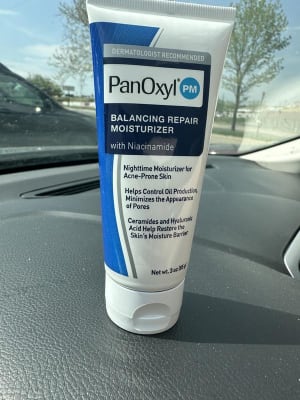 DERMATOLOGIST RECOMMENDED
PanOxyl® PM
BALANCING REPAIR
MOISTURIZER
with Niacinamide
Nighttime Moisturizer for
Acne-Prone Skin
Helps Control Oil Production,
Minimizes the Appearance
of Pores
Ceramides and Hyaluronic
Acid Help Restore the
Skin's Moisture Barrier
Net wt. 3 oz (85 g)